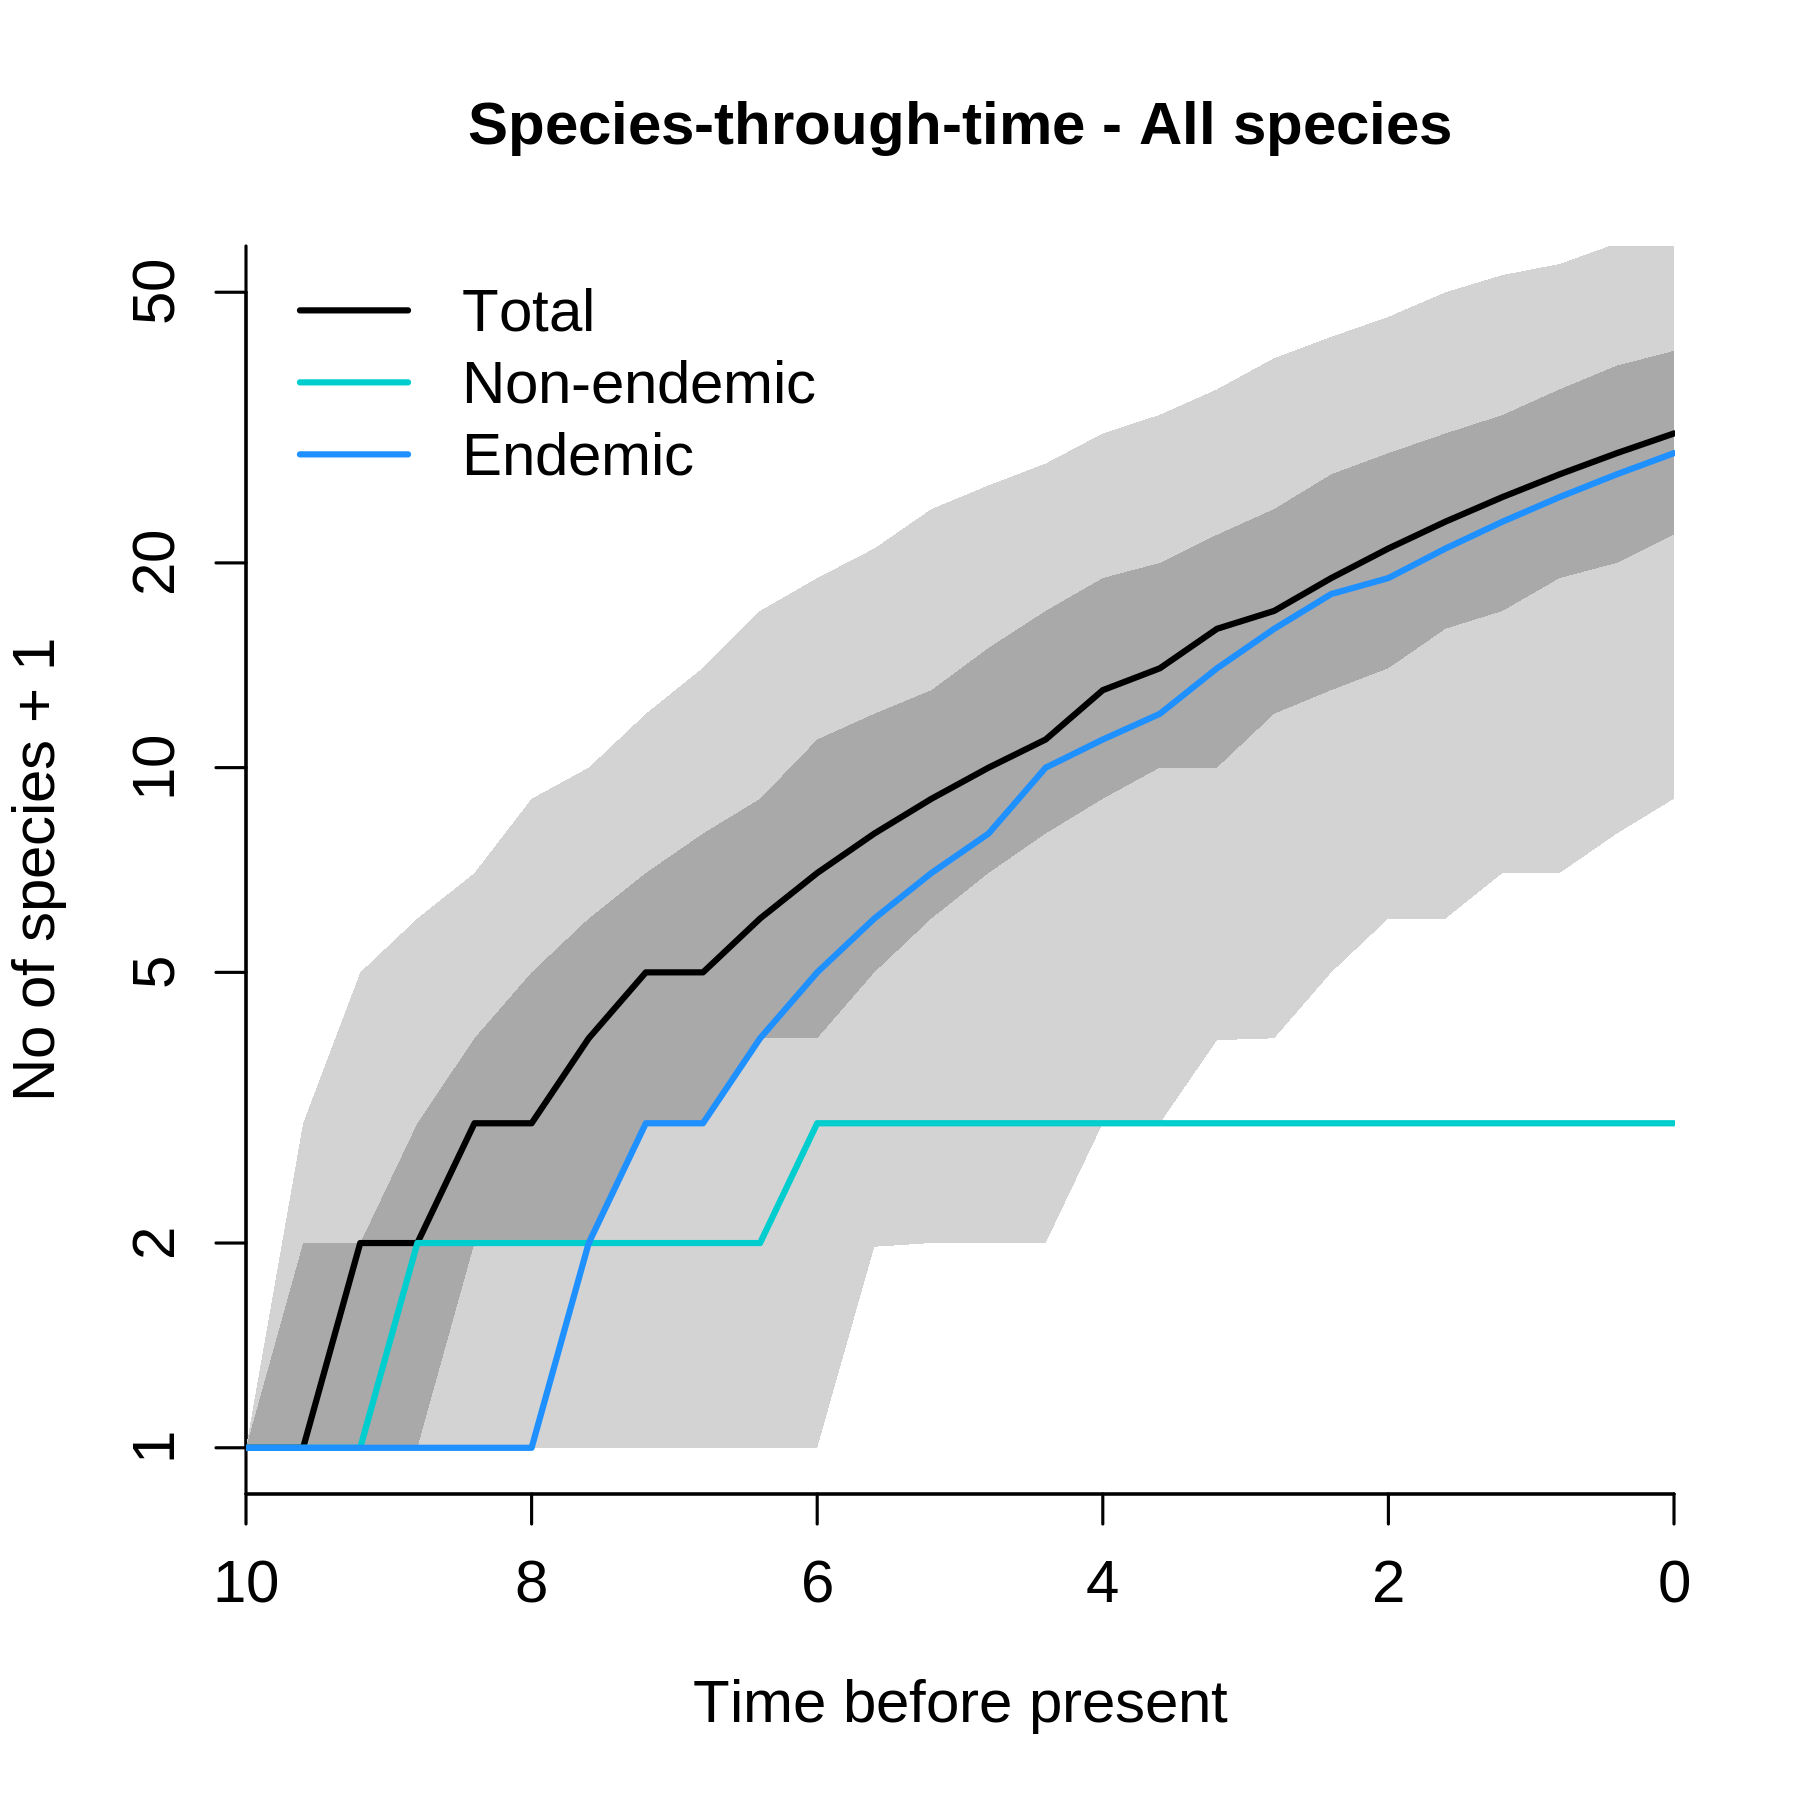 Species-through-time - All species
Total
Non-endemic
Endemic
No of species + 1
50
20
10
5
2
1
10 8 6 4 2 0
Time before present